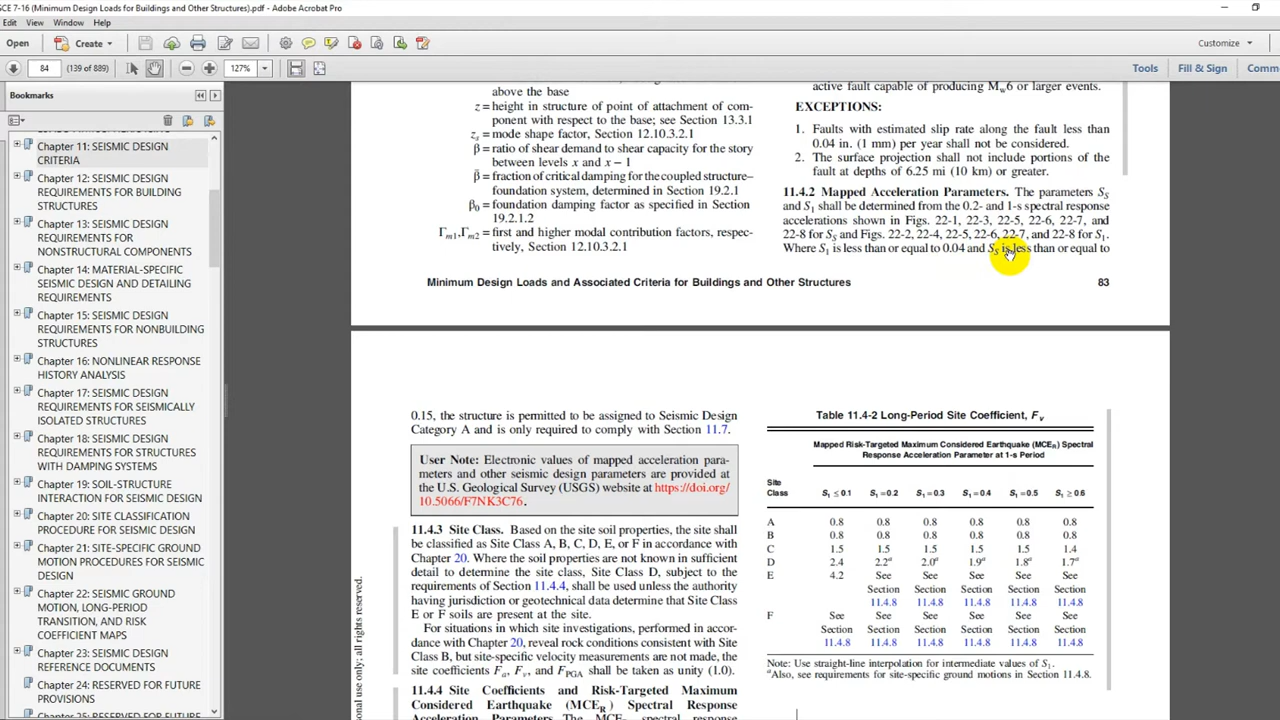 GCE 7-16 (Minimum Design Loads for Buildings and Other Structures).pdf - Adobe Acrobat Pro
Edit View Window Help
Open Create Customize
84 (139 of 889) 127% Tools Fill & Sign Comm
Bookmarks
Chapter 11: SEISMIC DESIGN
CRITERIA
Chapter 12: SEISMIC DESIGN
REQUIREMENTS FOR BUILDING
STRUCTURES
Chapter 13: SEISMIC DESIGN
REQUIREMENTS FOR
NONSTRUCTURAL COMPONENTS
Chapter 14: MATERIAL-SPECIFIC
SEISMIC DESIGN AND DETAILING
REQUIREMENTS
Chapter 15: SEISMIC DESIGN
REQUIREMENTS FOR NONBUILDING
STRUCTURES
Chapter 16: NONLINEAR RESPONSE
HISTORY ANALYSIS
Chapter 17: SEISMIC DESIGN
REQUIREMENTS FOR SEISMICALLY
ISOLATED STRUCTURES
Chapter 18: SEISMIC DESIGN
REQUIREMENTS FOR STRUCTURES
WITH DAMPING SYSTEMS
Chapter 19: SOIL-STRUCTURE
INTERACTION FOR SEISMIC DESIGN
Chapter 20: SITE CLASSIFICATION
PROCEDURE FOR SEISMIC DESIGN
Chapter 21: SITE-SPECIFIC GROUND
MOTION PROCEDURES FOR SEISMIC
DESIGN
Chapter 22: SEISMIC GROUND
MOTION, LONG-PERIOD
TRANSITION, AND RISK
COEFFICIENT MAPS
Chapter 23: SEISMIC DESIGN
REFERENCE DOCUMENTS
Chapter 24: RESERVED FOR FUTURE
PROVISIONS
above the base
z = height in structure of point of attachment of com-
ponent with respect to the base; see Section 13.3.1
zs = mode shape factor, Section 12.10.3.2.1
β = ratio of shear demand to shear capacity for the story
between levels x and x − 1
β̄ = fraction of critical damping for the coupled structure–
foundation system, determined in Section 19.2.1
β0 = foundation damping factor as specified in Section
19.2.1.2
Γm1,Γm2 = first and higher modal contribution factors, respec-
tively, Section 12.10.3.2.1
active fault capable of producing Mw6 or larger events.
EXCEPTIONS:
1. Faults with estimated slip rate along the fault less than
0.04 in. (1 mm) per year shall not be considered.
2. The surface projection shall not include portions of the
fault at depths of 6.25 mi (10 km) or greater.
11.4.2 Mapped Acceleration Parameters. The parameters SS
and S1 shall be determined from the 0.2- and 1-s spectral response
accelerations shown in Figs. 22-1, 22-3, 22-5, 22-6, 22-7, and
22-8 for SS and Figs. 22-2, 22-4, 22-5, 22-6, 22-7, and 22-8 for S1.
Where S1 is less than or equal to 0.04 and SS is less than or equal to
Minimum Design Loads and Associated Criteria for Buildings and Other Structures 83
0.15, the structure is permitted to be assigned to Seismic Design
Category A and is only required to comply with Section 11.7.
User Note: Electronic values of mapped acceleration para-
meters and other seismic design parameters are provided at
the U.S. Geological Survey (USGS) website at https://doi.org/
10.5066/F7NK3C76.
11.4.3 Site Class. Based on the site soil properties, the site shall
be classified as Site Class A, B, C, D, E, or F in accordance with
Chapter 20. Where the soil properties are not known in sufficient
detail to determine the site class, Site Class D, subject to the
requirements of Section 11.4.4, shall be used unless the authority
having jurisdiction or geotechnical data determine that Site Class
E or F soils are present at the site.
For situations in which site investigations, performed in accor-
dance with Chapter 20, reveal rock conditions consistent with Site
Class B, but site-specific velocity measurements are not made, the
site coefficients Fa, Fv, and FPGA shall be taken as unity (1.0).
11.4.4 Site Coefficients and Risk-Targeted Maximum
Considered Earthquake (MCER) Spectral Response
Acceleration Parameters. The MCER spectral response
onal use only; all rights reserved.
Table 11.4-2 Long-Period Site Coefficient, Fv
Mapped Risk-Targeted Maximum Considered Earthquake (MCER) Spectral
Response Acceleration Parameter at 1-s Period
Site
Class S1 ≤ 0.1 S1 = 0.2 S1 = 0.3 S1 = 0.4 S1 = 0.5 S1 ≥ 0.6
A 0.8 0.8 0.8 0.8 0.8 0.8
B 0.8 0.8 0.8 0.8 0.8 0.8
C 1.5 1.5 1.5 1.5 1.5 1.4
D 2.4 2.2a 2.0a 1.9a 1.8a 1.7a
E 4.2 See See See See See
Section Section Section Section Section
11.4.8 11.4.8 11.4.8 11.4.8 11.4.8
F See See See See See See
Section Section Section Section Section Section
11.4.8 11.4.8 11.4.8 11.4.8 11.4.8 11.4.8
Note: Use straight-line interpolation for intermediate values of S1.
aAlso, see requirements for site-specific ground motions in Section 11.4.8.